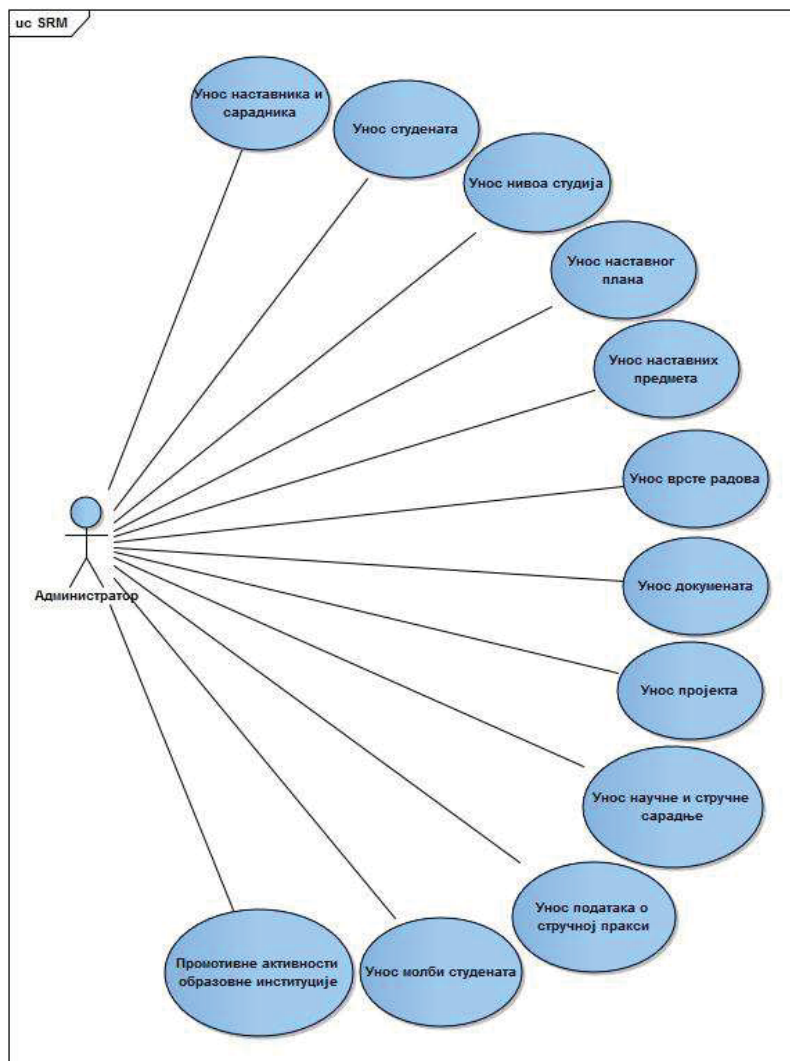 uc SRM
Унос наставника и
сарадника
Унос студената
Унос нивоа студија
Унос наставног
плана
Унос наставних
предмета
Унос врсте радова
Унос докумената
Унос пројекта
Унос научне и стручне
сарадње
Унос података о
стручној пракси
Унос молби студената
Промотивне активности
образовне институције
Администратор